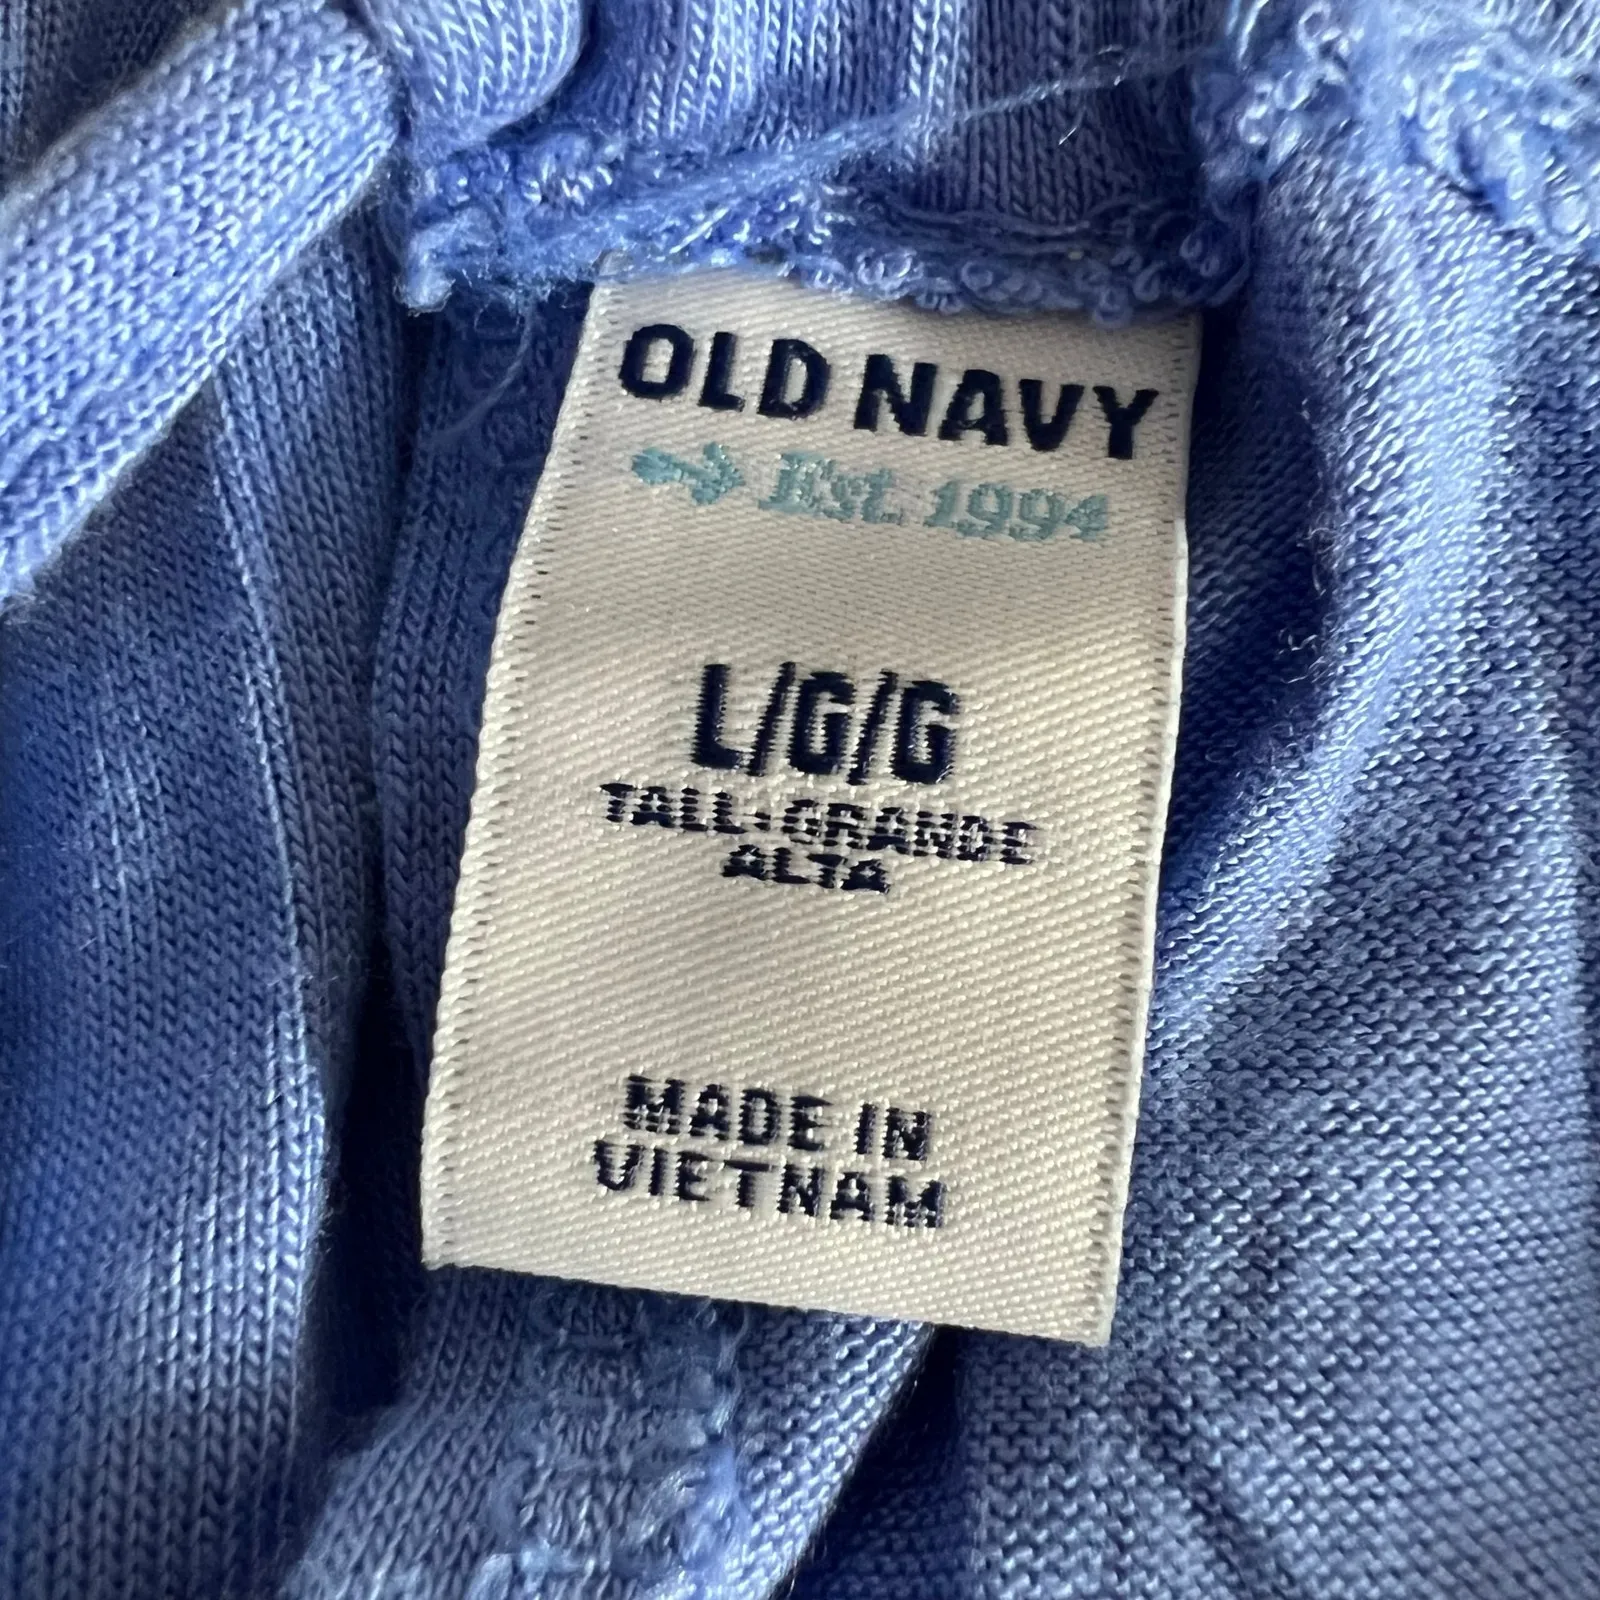 OLD NAVY
Est. 1994
L/G/G
TALL·GRANDE
ALTA
MADE IN
VIETNAM